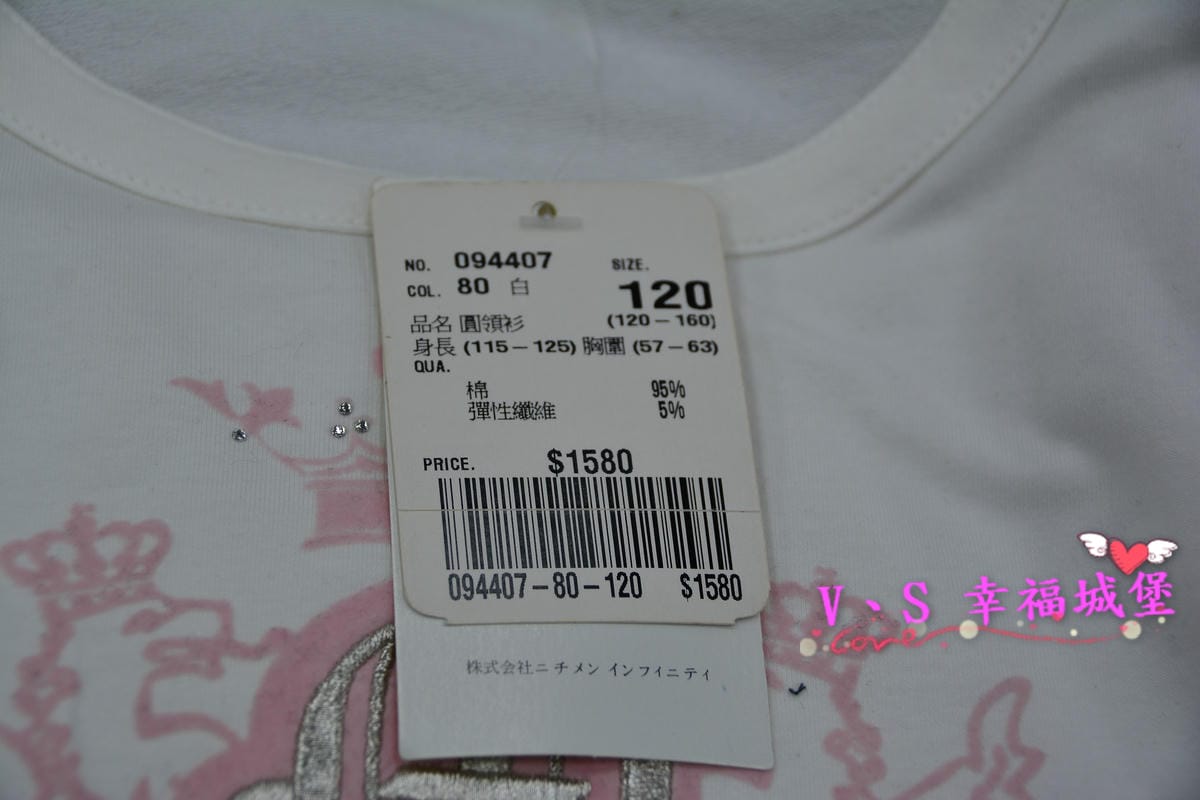 NO. 094407 SIZE.
COL. 80 白 120
品名 圓領衫 (120-160)
身長 (115-125) 胸圍 (57-63)
QUA.
棉 95%
彈性纖維 5%
PRICE. $1580
094407-80-120 $1580
株式会社ニチメン インフイニティ
V、S 幸福城堡
Love